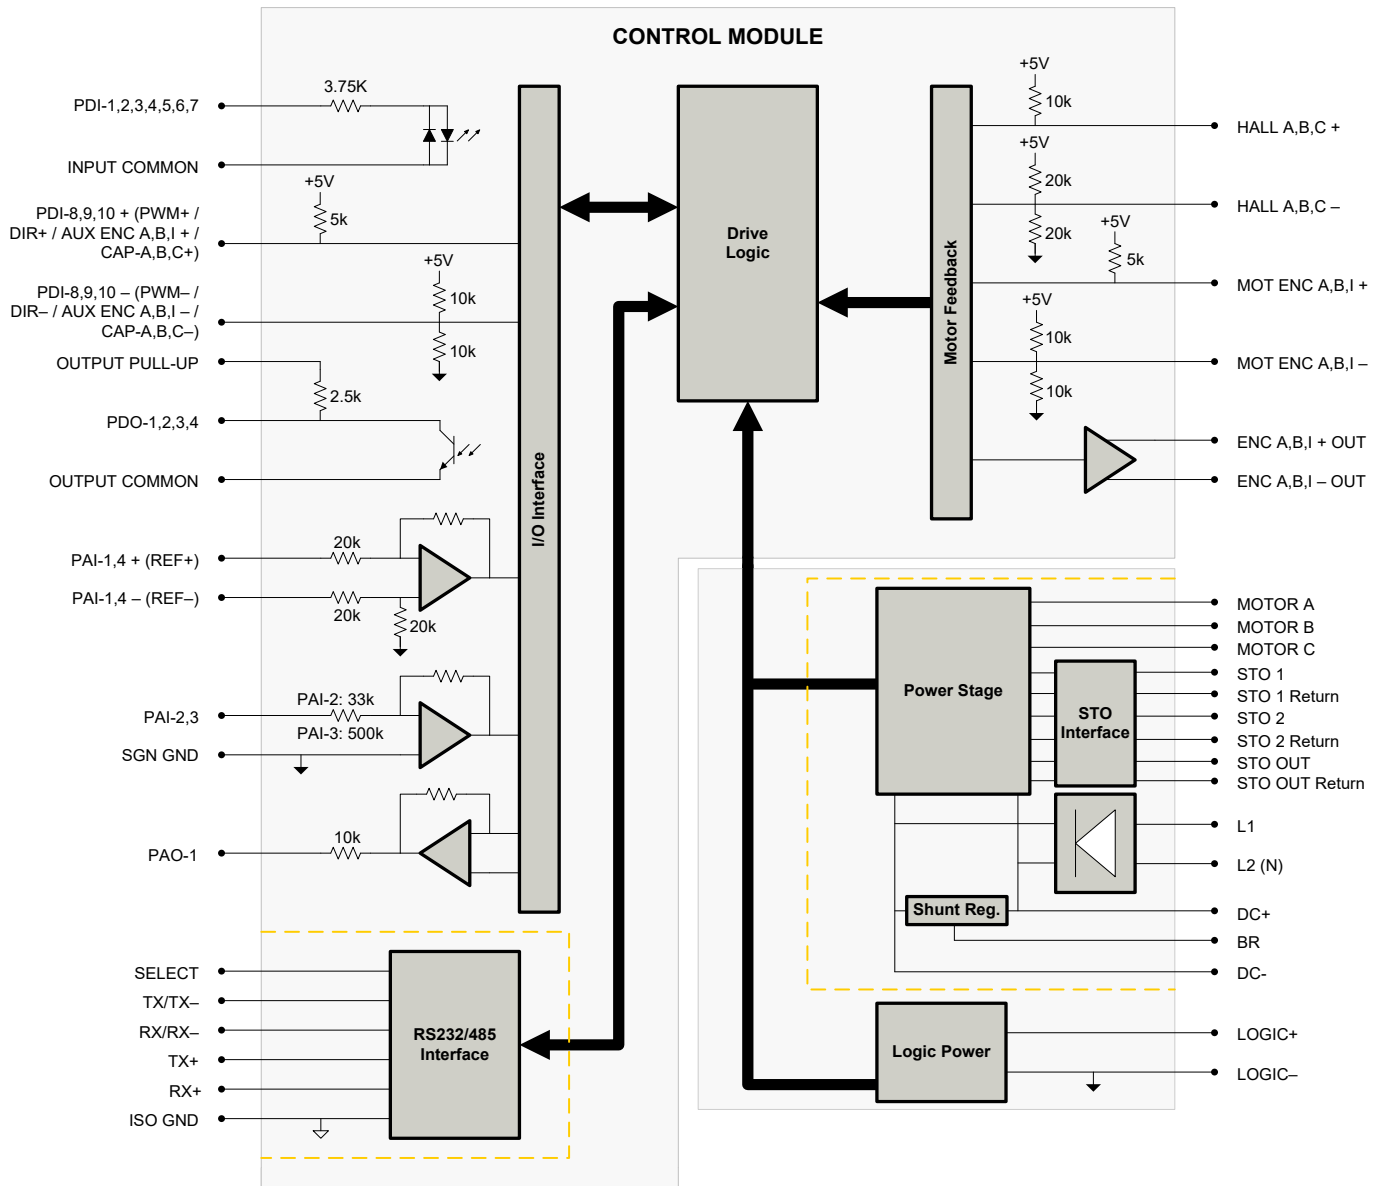 CONTROL MODULE
PDI-1,2,3,4,5,6,7
3.75K
INPUT COMMON
+5V
5k
PDI-8,9,10 + (PWM+ /
DIR+ / AUX ENC A,B,I + /
CAP-A,B,C+)
+5V
10k
10k
PDI-8,9,10 – (PWM– /
DIR– / AUX ENC A,B,I – /
CAP-A,B,C–)
OUTPUT PULL-UP
2.5k
PDO-1,2,3,4
OUTPUT COMMON
PAI-1,4 + (REF+)
20k
PAI-1,4 – (REF–)
20k
20k
PAI-2,3
PAI-2: 33k
PAI-3: 500k
SGN GND
PAO-1
10k
I/O Interface
SELECT
TX/TX–
RX/RX–
TX+
RX+
ISO GND
RS232/485
Interface
Drive
Logic
Motor Feedback
+5V
10k
HALL A,B,C +
+5V
20k
HALL A,B,C –
20k
+5V
5k
MOT ENC A,B,I +
+5V
10k
MOT ENC A,B,I –
10k
ENC A,B,I + OUT
ENC A,B,I – OUT
Power Stage
MOTOR A
MOTOR B
MOTOR C
STO
Interface
STO 1
STO 1 Return
STO 2
STO 2 Return
STO OUT
STO OUT Return
L1
L2 (N)
Shunt Reg.
DC+
BR
DC-
Logic Power
LOGIC+
LOGIC–